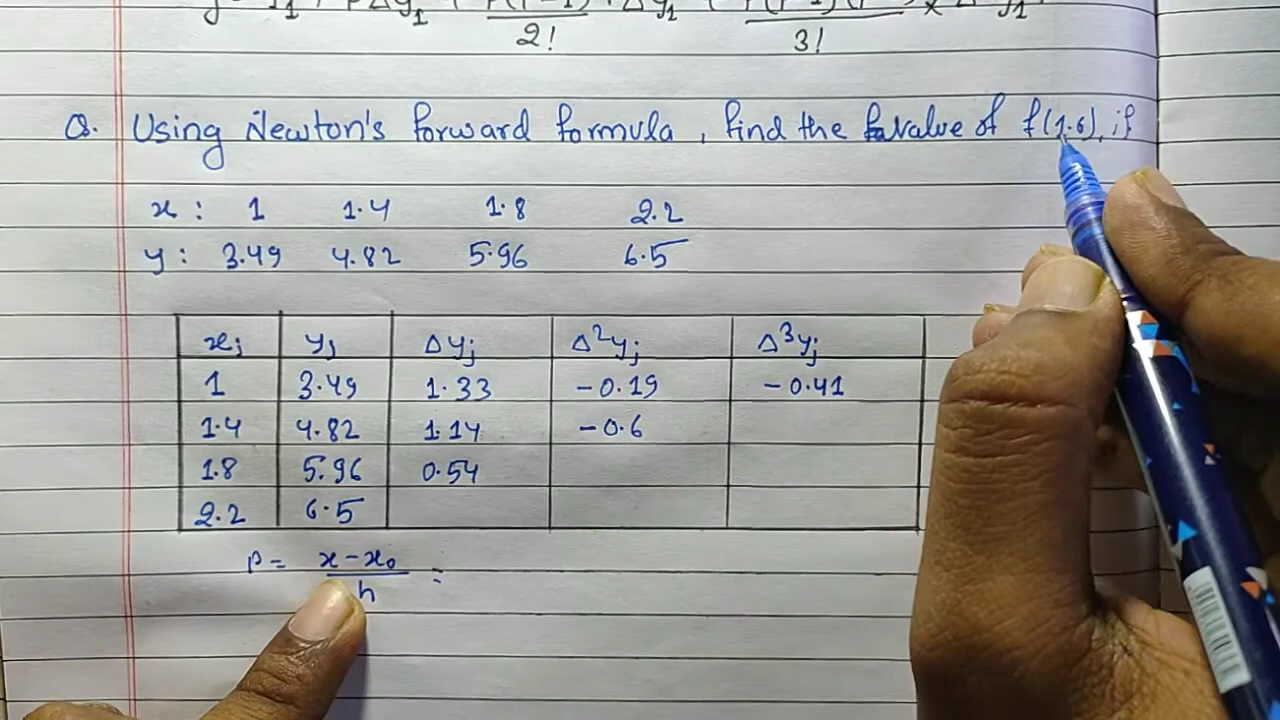 2! 3!
Q. Using Newton's forward formula, find the value of f(1.6), if
x : 1 1.4 1.8 2.2
y : 3.49 4.82 5.96 6.5
xj yj Δyj Δ²yj Δ³yj
1 3.49 1.33 -0.19 -0.41
1.4 4.82 1.14 -0.6
1.8 5.96 0.54
2.2 6.5
P = x - x₀ =
h